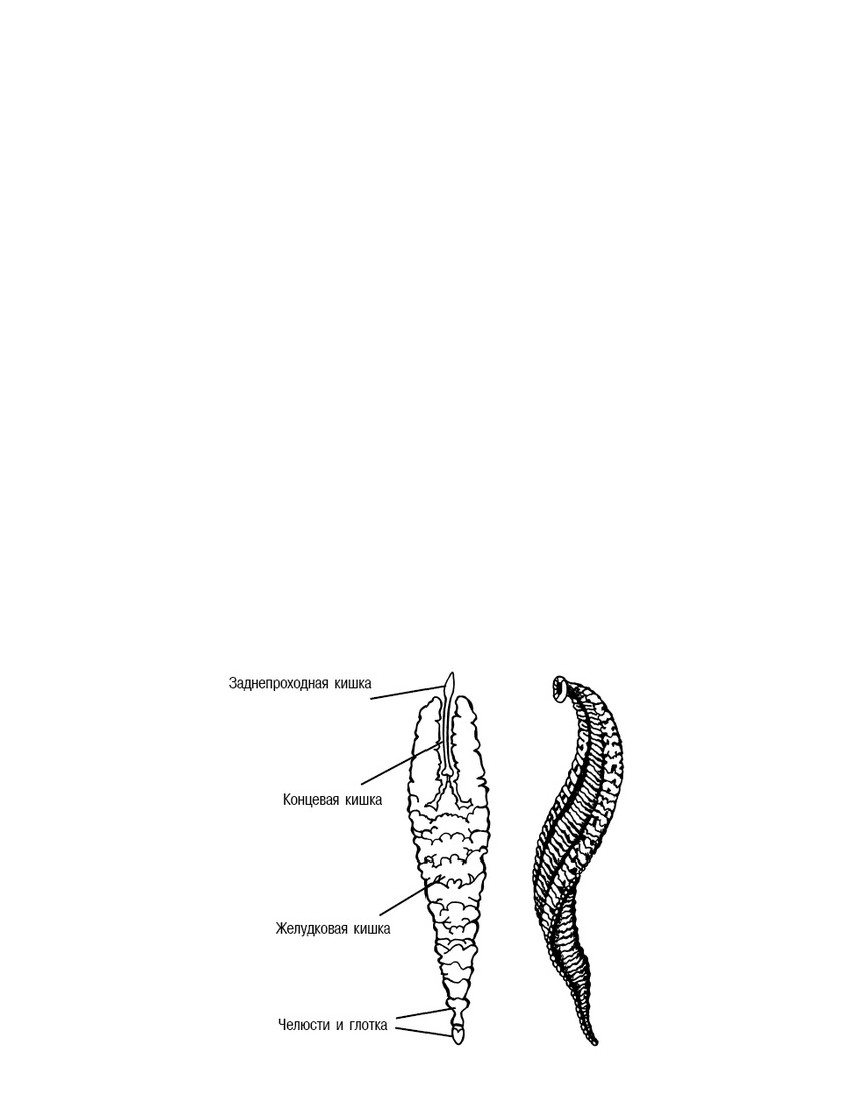 Заднепроходная кишка
Концевая кишка
Желудковая кишка
Челюсти и глотка